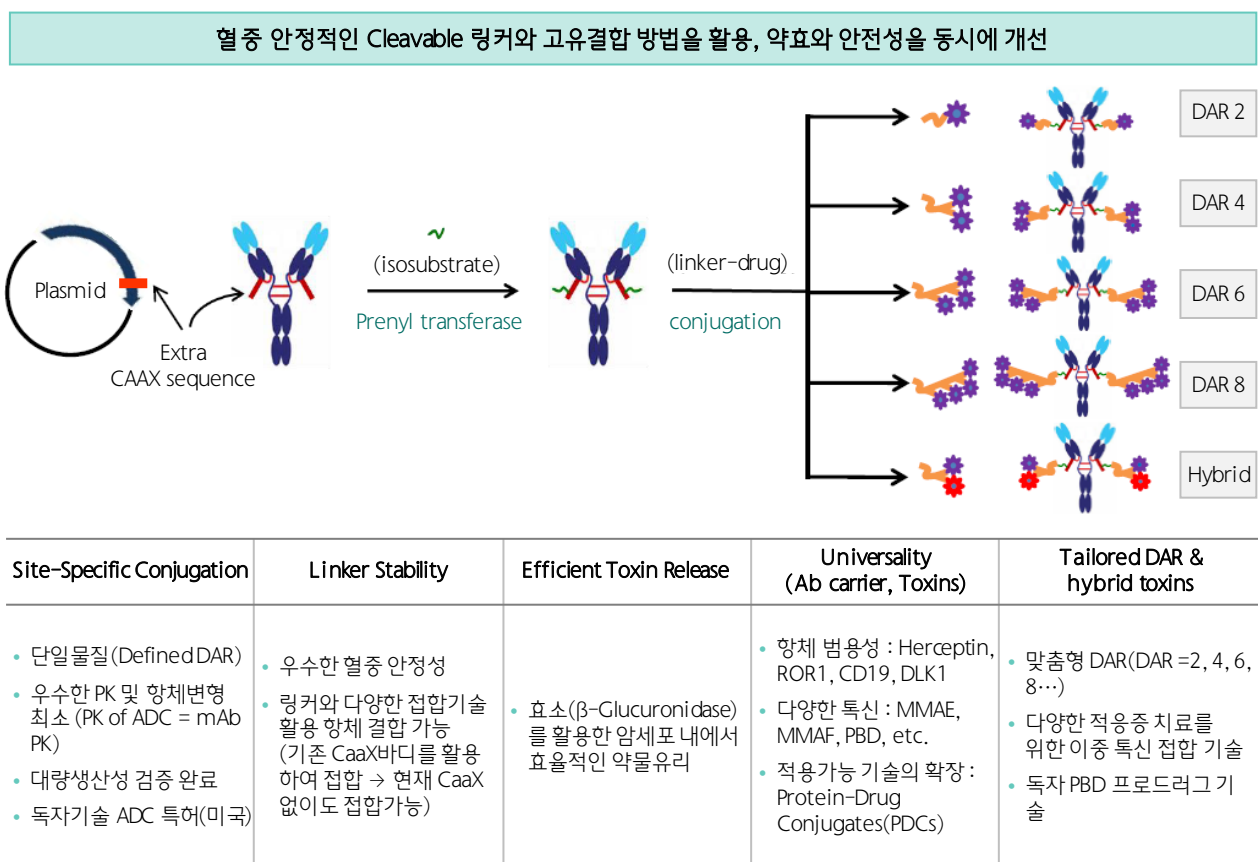 혈중 안정적인 Cleavable 링커와 고유결합 방법을 활용, 약효와 안전성을 동시에 개선
Plasmid
Extra
CAAX sequence
(isosubstrate)
Prenyl transferase
(linker-drug)
conjugation
DAR 2
DAR 4
DAR 6
DAR 8
Hybrid
Site-Specific Conjugation
• 단일물질(Defined DAR)
• 우수한 PK 및 항체변형
최소 (PK of ADC = mAb
PK)
• 대량생산성 검증 완료
• 독자기술 ADC 특허(미국)
Linker Stability
• 우수한 혈중 안정성
• 링커와 다양한 접합기술
활용 항체 결합 가능
(기존 CaaX바디를 활용
하여 접합 → 현재 CaaX
없이도 접합가능)
Efficient Toxin Release
• 효소(β-Glucuronidase)
를 활용한 암세포 내에서
효율적인 약물유리
Universality
(Ab carrier, Toxins)
• 항체 범용성 : Herceptin,
ROR1, CD19, DLK1
• 다양한 톡신 : MMAE,
MMAF, PBD, etc.
• 적용가능 기술의 확장 :
Protein-Drug
Conjugates(PDCs)
Tailored DAR &
hybrid toxins
• 맞춤형 DAR(DAR =2, 4, 6,
8…)
• 다양한 적응증 치료를
위한 이중 톡신 접합 기술
• 독자 PBD 프로드러그 기
술